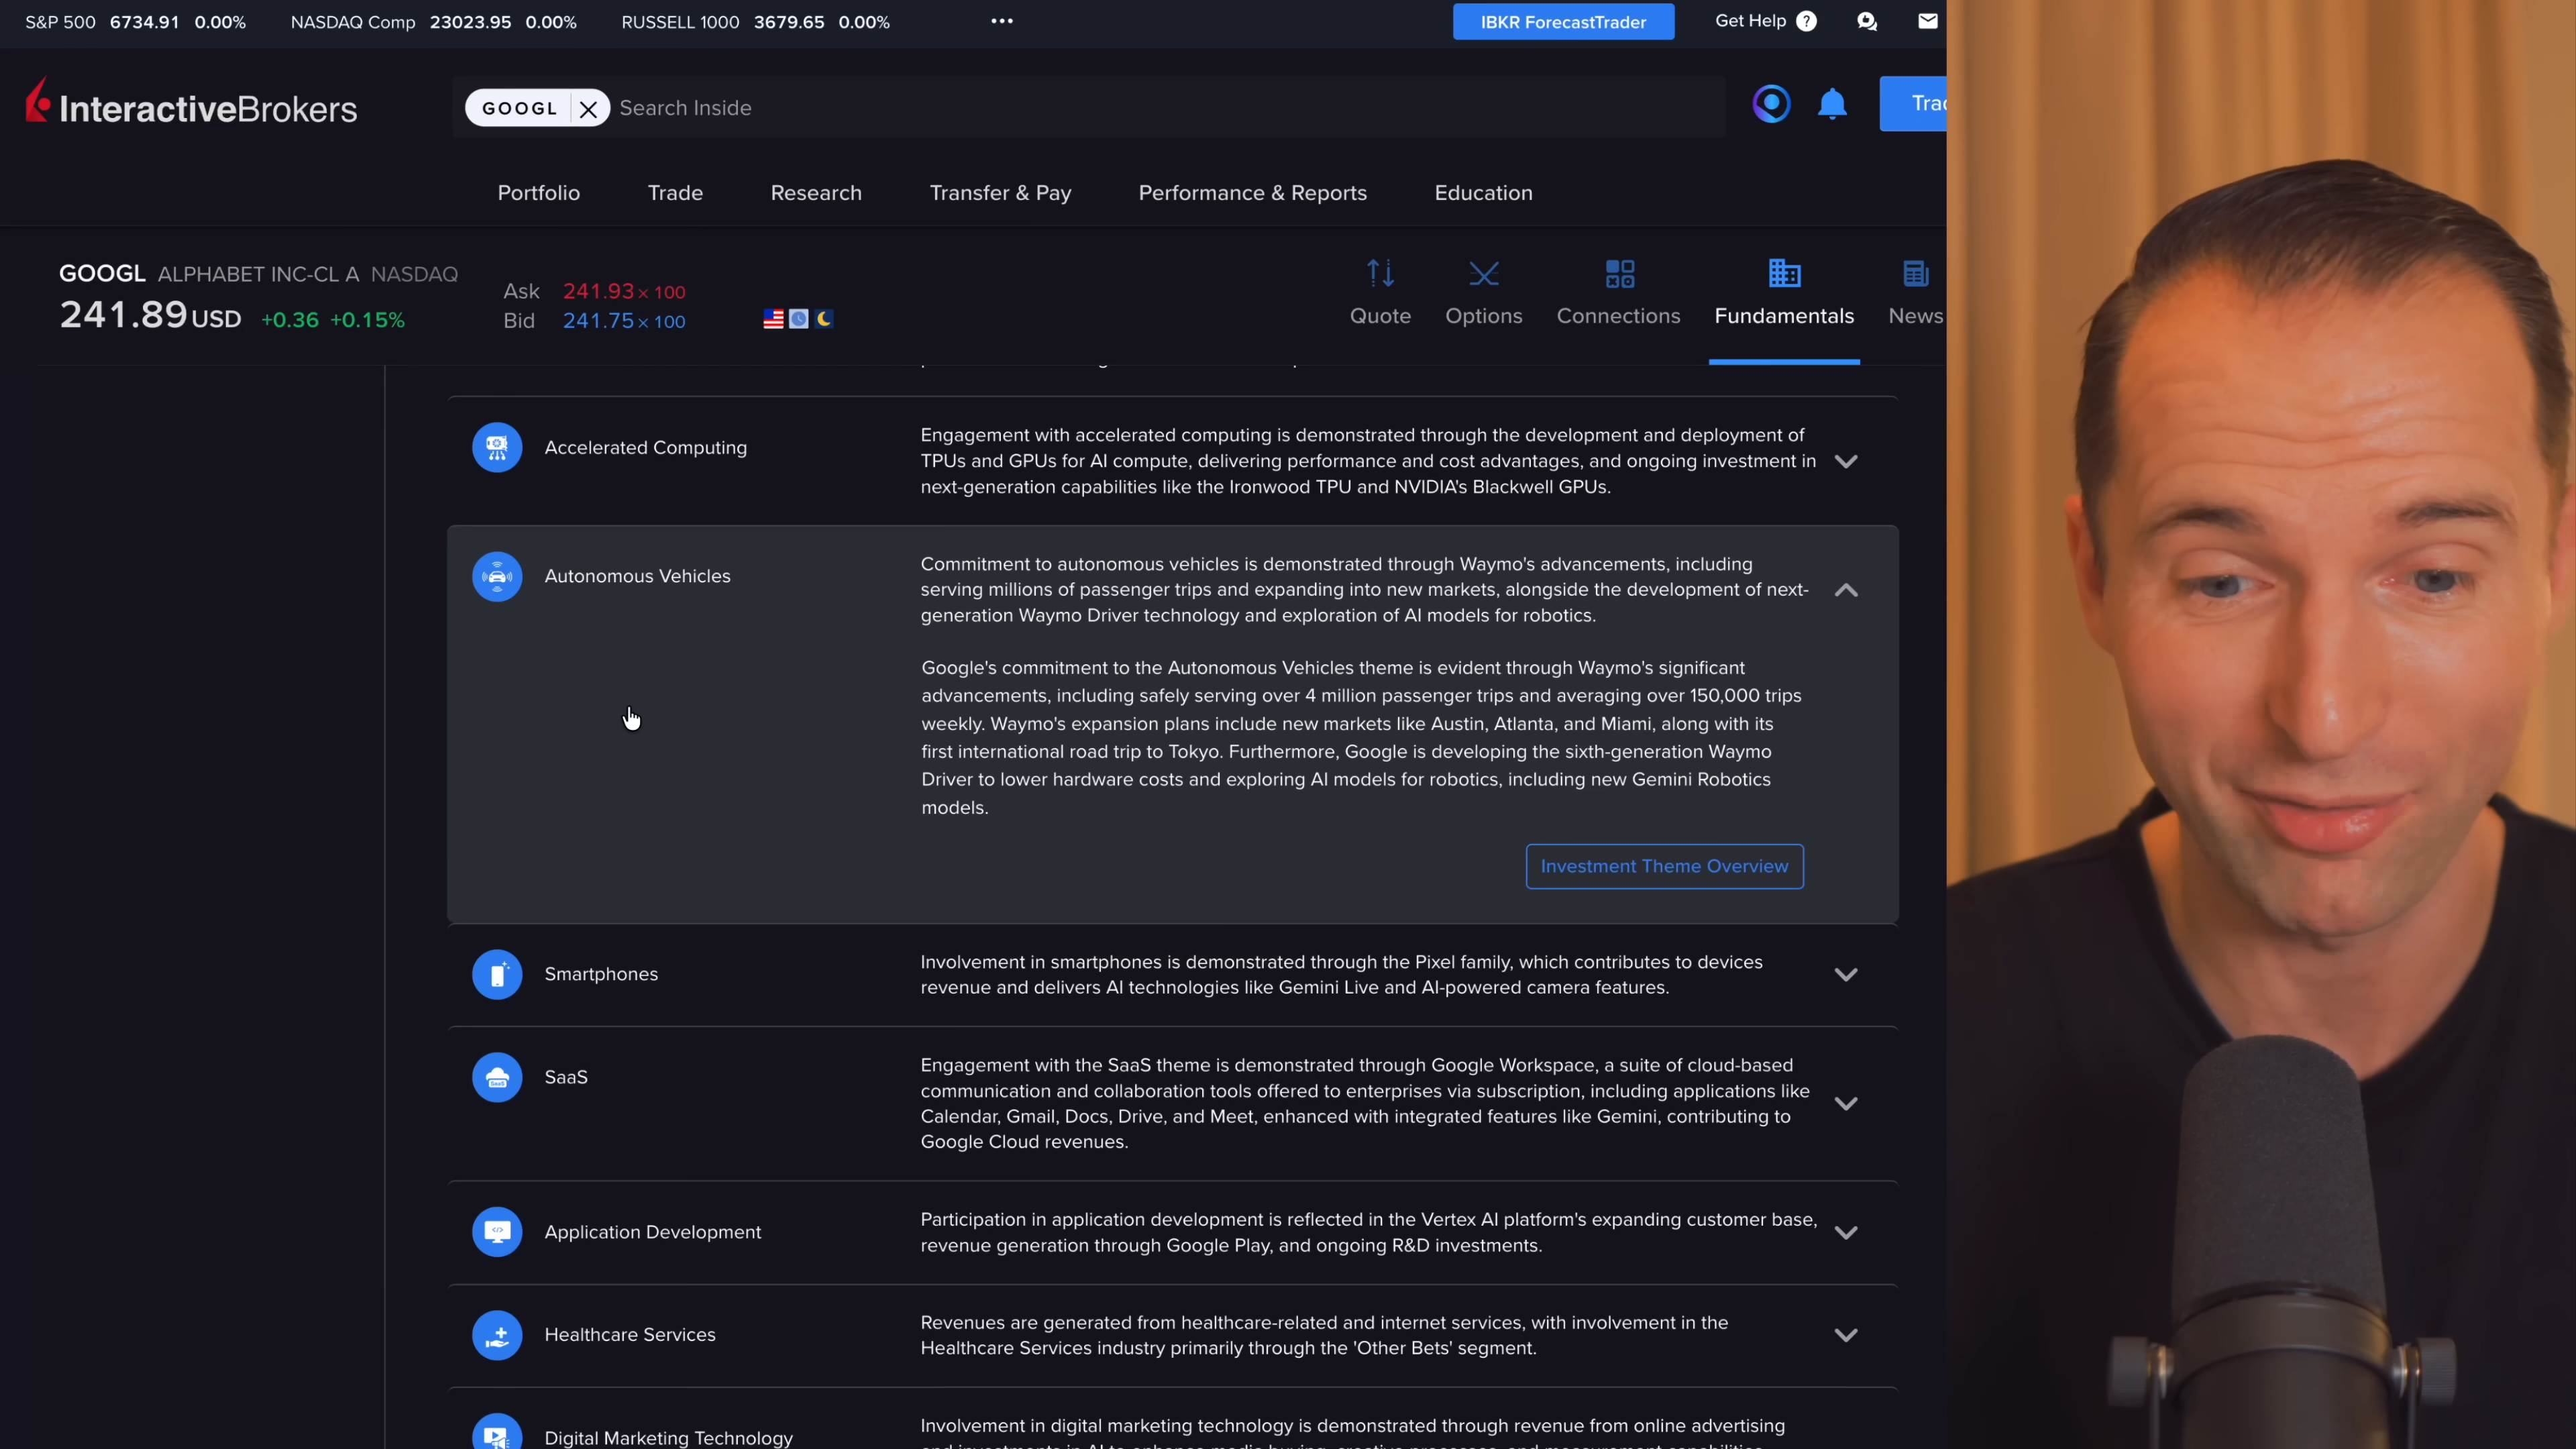 S&P 500 6734.91 0.00% NASDAQ Comp 23023.95 0.00% RUSSELL 1000 3679.65 0.00% ••• IBKR ForecastTrader Get Help ?
InteractiveBrokers GOOGL Search Inside
Portfolio Trade Research Transfer & Pay Performance & Reports Education
GOOGL ALPHABET INC-CL A NASDAQ
241.89 USD +0.36 +0.15%
Ask 241.93 × 100
Bid 241.75 × 100
Quote Options Connections Fundamentals News
Accelerated Computing
Engagement with accelerated computing is demonstrated through the development and deployment of
TPUs and GPUs for AI compute, delivering performance and cost advantages, and ongoing investment in
next-generation capabilities like the Ironwood TPU and NVIDIA's Blackwell GPUs.
Autonomous Vehicles
Commitment to autonomous vehicles is demonstrated through Waymo's advancements, including
serving millions of passenger trips and expanding into new markets, alongside the development of next-
generation Waymo Driver technology and exploration of AI models for robotics.
Google's commitment to the Autonomous Vehicles theme is evident through Waymo's significant
advancements, including safely serving over 4 million passenger trips and averaging over 150,000 trips
weekly. Waymo's expansion plans include new markets like Austin, Atlanta, and Miami, along with its
first international road trip to Tokyo. Furthermore, Google is developing the sixth-generation Waymo
Driver to lower hardware costs and exploring AI models for robotics, including new Gemini Robotics
models.
Investment Theme Overview
Smartphones
Involvement in smartphones is demonstrated through the Pixel family, which contributes to devices
revenue and delivers AI technologies like Gemini Live and AI-powered camera features.
SaaS
Engagement with the SaaS theme is demonstrated through Google Workspace, a suite of cloud-based
communication and collaboration tools offered to enterprises via subscription, including applications like
Calendar, Gmail, Docs, Drive, and Meet, enhanced with integrated features like Gemini, contributing to
Google Cloud revenues.
Application Development
Participation in application development is reflected in the Vertex AI platform's expanding customer base,
revenue generation through Google Play, and ongoing R&D investments.
Healthcare Services
Revenues are generated from healthcare-related and internet services, with involvement in the
Healthcare Services industry primarily through the 'Other Bets' segment.
Digital Marketing Technology
Involvement in digital marketing technology is demonstrated through revenue from online advertising